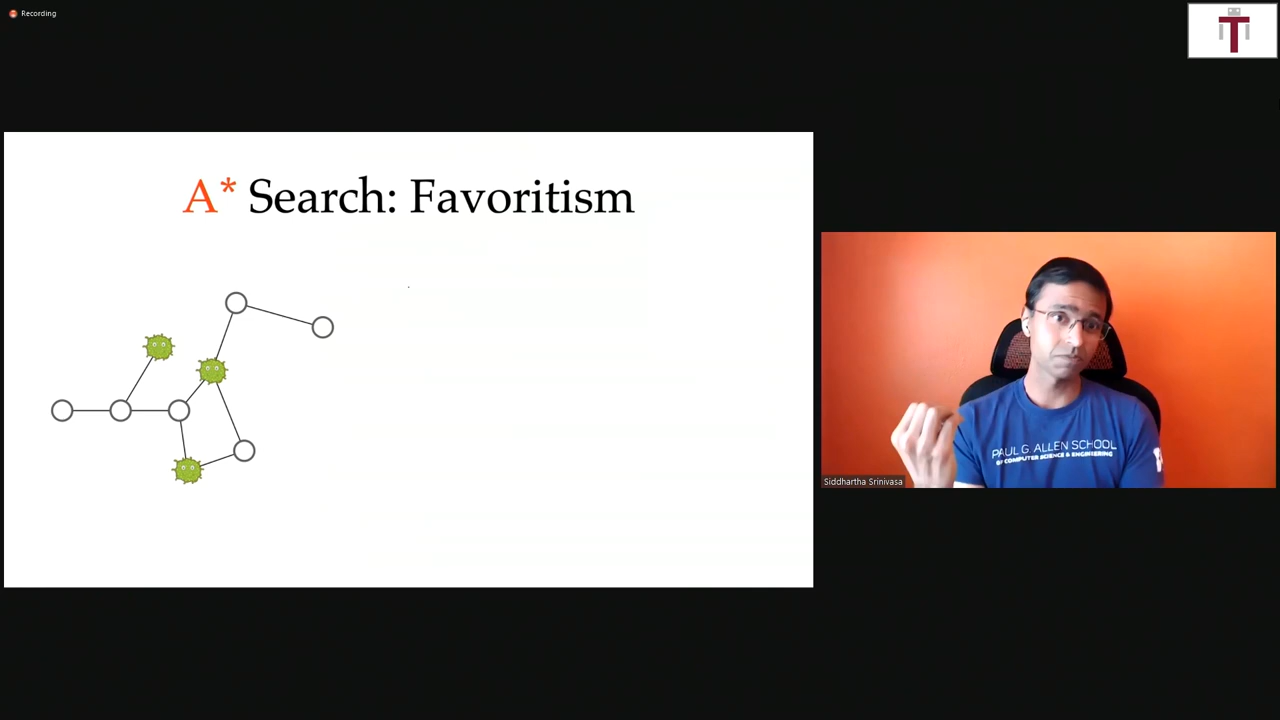 Recording
A* Search: Favoritism
PAUL G. ALLEN SCHOOL
OF COMPUTER SCIENCE & ENGINEERING
Siddhartha Srinivasa